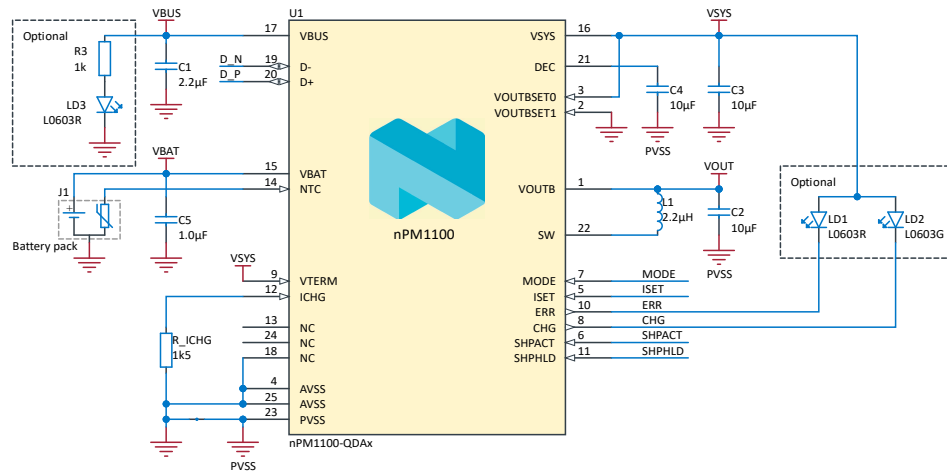 VBUS
Optional
R3
1k
LD3
L0603R
C1
2.2µF
D_N
D_P
VBAT
J1
+
Battery pack
C5
1.0µF
VSYS
R_ICHG
1k5
PVSS
17
19
20
15
14
9
12
13
24
18
4
25
23
U1
VBUS
D-
D+
VBAT
NTC
VTERM
ICHG
NC
NC
NC
AVSS
AVSS
PVSS
nPM1100
VSYS
DEC
VOUTBSET0
VOUTBSET1
VOUTB
SW
MODE
ISET
ERR
CHG
SHPACT
SHPHLD
nPM1100-QDAx
16
21
3
2
1
22
7
5
10
8
6
11
VSYS
C4
10µF
PVSS
C3
10µF
VOUT
L1
2.2µH
C2
10µF
PVSS
MODE
ISET
ERR
CHG
SHPACT
SHPHLD
Optional
LD1
L0603R
LD2
L0603G